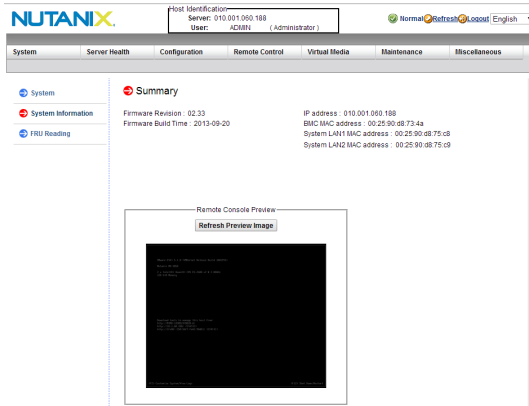 NUTANIX.
Host Identification
Server: 010.001.060.188
User: ADMIN ( Administrator )
Normal Refresh Logout English
System Server Health Configuration Remote Control Virtual Media Maintenance Miscellaneous
System
System Information
FRU Reading
Summary
Firmware Revision : 02.33
Firmware Build Time : 2013-09-20
IP address : 010.001.060.188
BMC MAC address : 00:25:90:d8:73:4a
System LAN1 MAC address : 00:25:90:d8:75:c8
System LAN2 MAC address : 00:25:90:d8:75:c9
Remote Console Preview
Refresh Preview Image